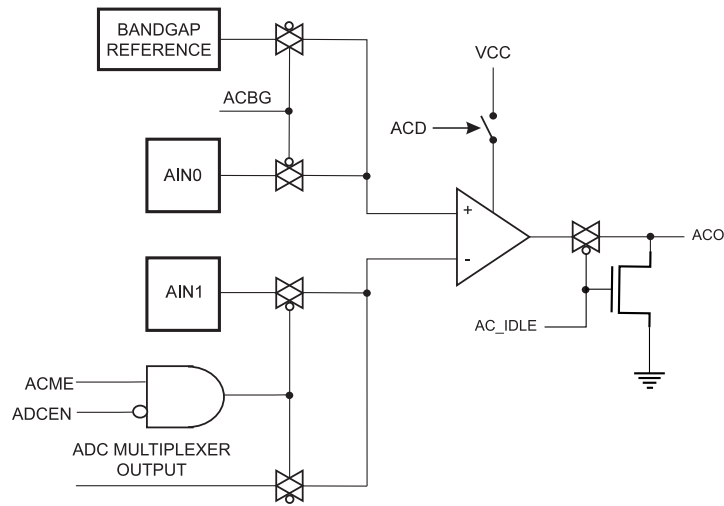 BANDGAP
REFERENCE
VCC
ACBG
ACD
AIN0
+
-
ACO
AIN1
AC_IDLE
ACME
ADCEN
ADC MULTIPLEXER
OUTPUT